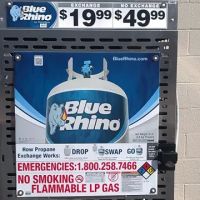 Blue Rhino
EXCHANGE
$19.99
NO EXCHANGE
$49.99
BlueRhino.com
Blue Rhino
How Propane
Exchange Works:
DROP
SWAP
GO
EMERGENCIES:1.800.258.7466
NO SMOKING
FLAMMABLE LP GAS